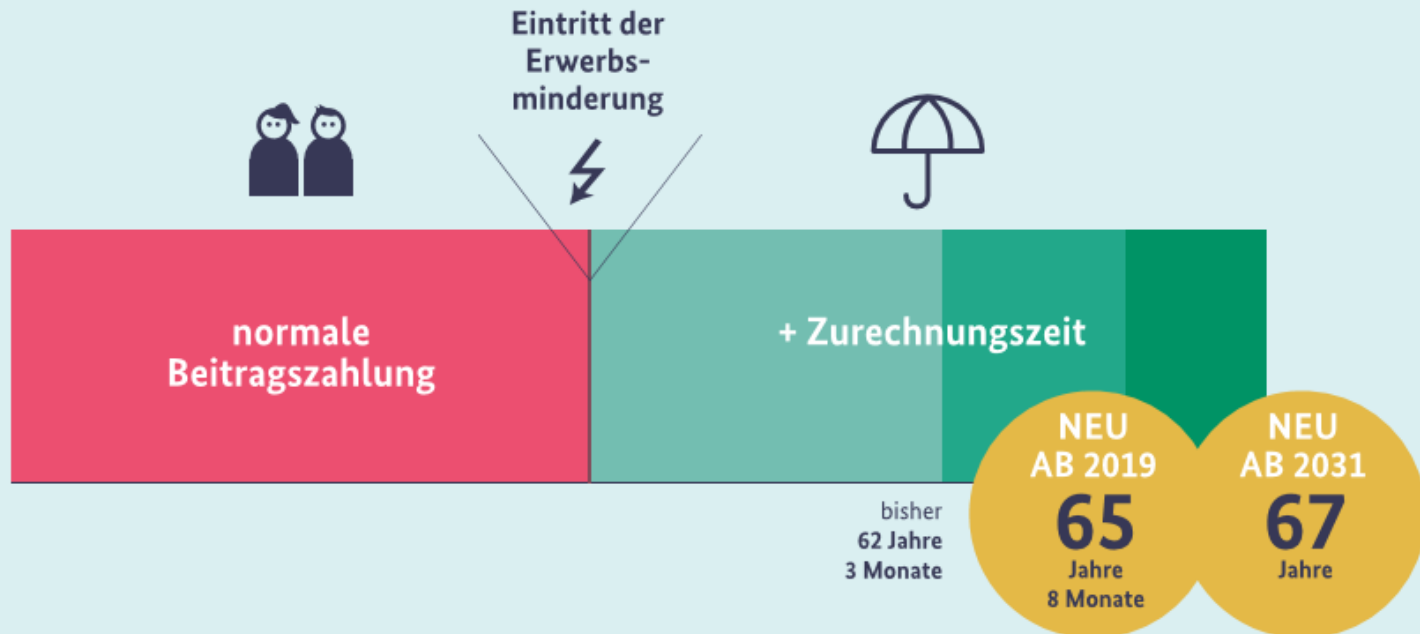 Eintritt der
Erwerbs-
minderung
normale
Beitragszahlung
+ Zurechnungszeit
bisher
62 Jahre
3 Monate
NEU
AB 2019
65
Jahre
8 Monate
NEU
AB 2031
67
Jahre